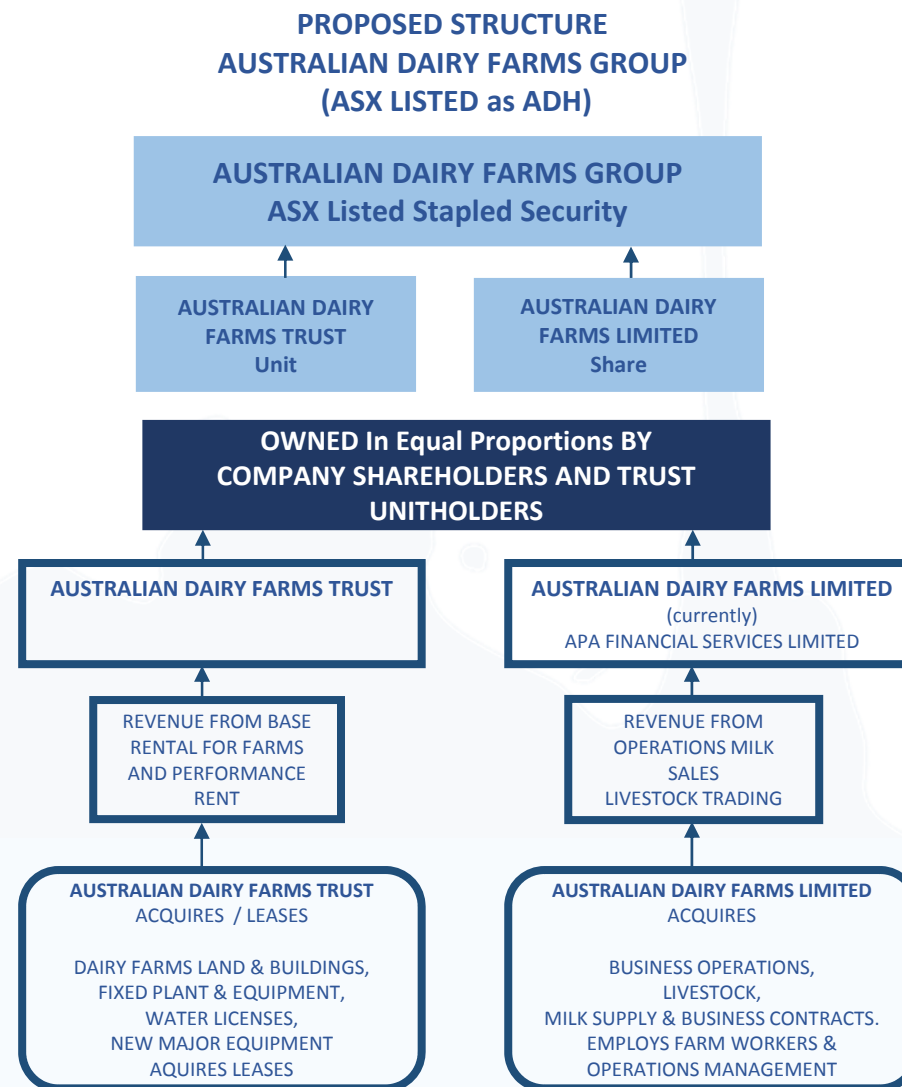 PROPOSED STRUCTURE
AUSTRALIAN DAIRY FARMS GROUP
(ASX LISTED as ADH)
AUSTRALIAN DAIRY FARMS GROUP
ASX Listed Stapled Security
AUSTRALIAN DAIRY
FARMS TRUST
Unit
AUSTRALIAN DAIRY
FARMS LIMITED
Share
OWNED In Equal Proportions BY
COMPANY SHAREHOLDERS AND TRUST
UNITHOLDERS
AUSTRALIAN DAIRY FARMS TRUST
AUSTRALIAN DAIRY FARMS LIMITED
(currently)
APA FINANCIAL SERVICES LIMITED
REVENUE FROM BASE
RENTAL FOR FARMS
AND PERFORMANCE
RENT
REVENUE FROM
OPERATIONS MILK
SALES
LIVESTOCK TRADING
AUSTRALIAN DAIRY FARMS TRUST
ACQUIRES / LEASES
DAIRY FARMS LAND & BUILDINGS,
FIXED PLANT & EQUIPMENT,
WATER LICENSES,
NEW MAJOR EQUIPMENT
AQUIRES LEASES
AUSTRALIAN DAIRY FARMS LIMITED
ACQUIRES
BUSINESS OPERATIONS,
LIVESTOCK,
MILK SUPPLY & BUSINESS CONTRACTS.
EMPLOYS FARM WORKERS &
OPERATIONS MANAGEMENT